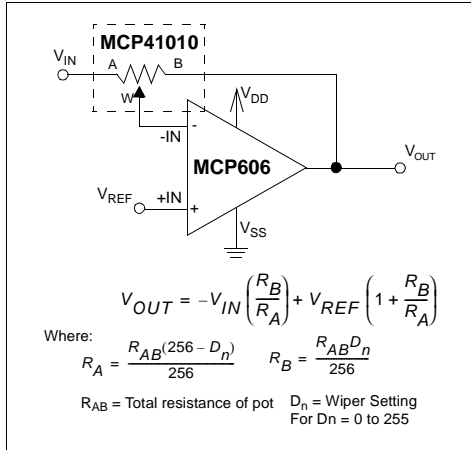 MCP41010
V_IN A B
W
V_DD
-IN -
MCP606
V_OUT
V_REF +IN +
V_SS
V_OUT = -V_IN (R_B / R_A) + V_REF (1 + R_B / R_A)
Where:
R_A = R_AB(256 – D_n) / 256 R_B = R_AB D_n / 256
R_AB = Total resistance of pot D_n = Wiper Setting
For Dn = 0 to 255